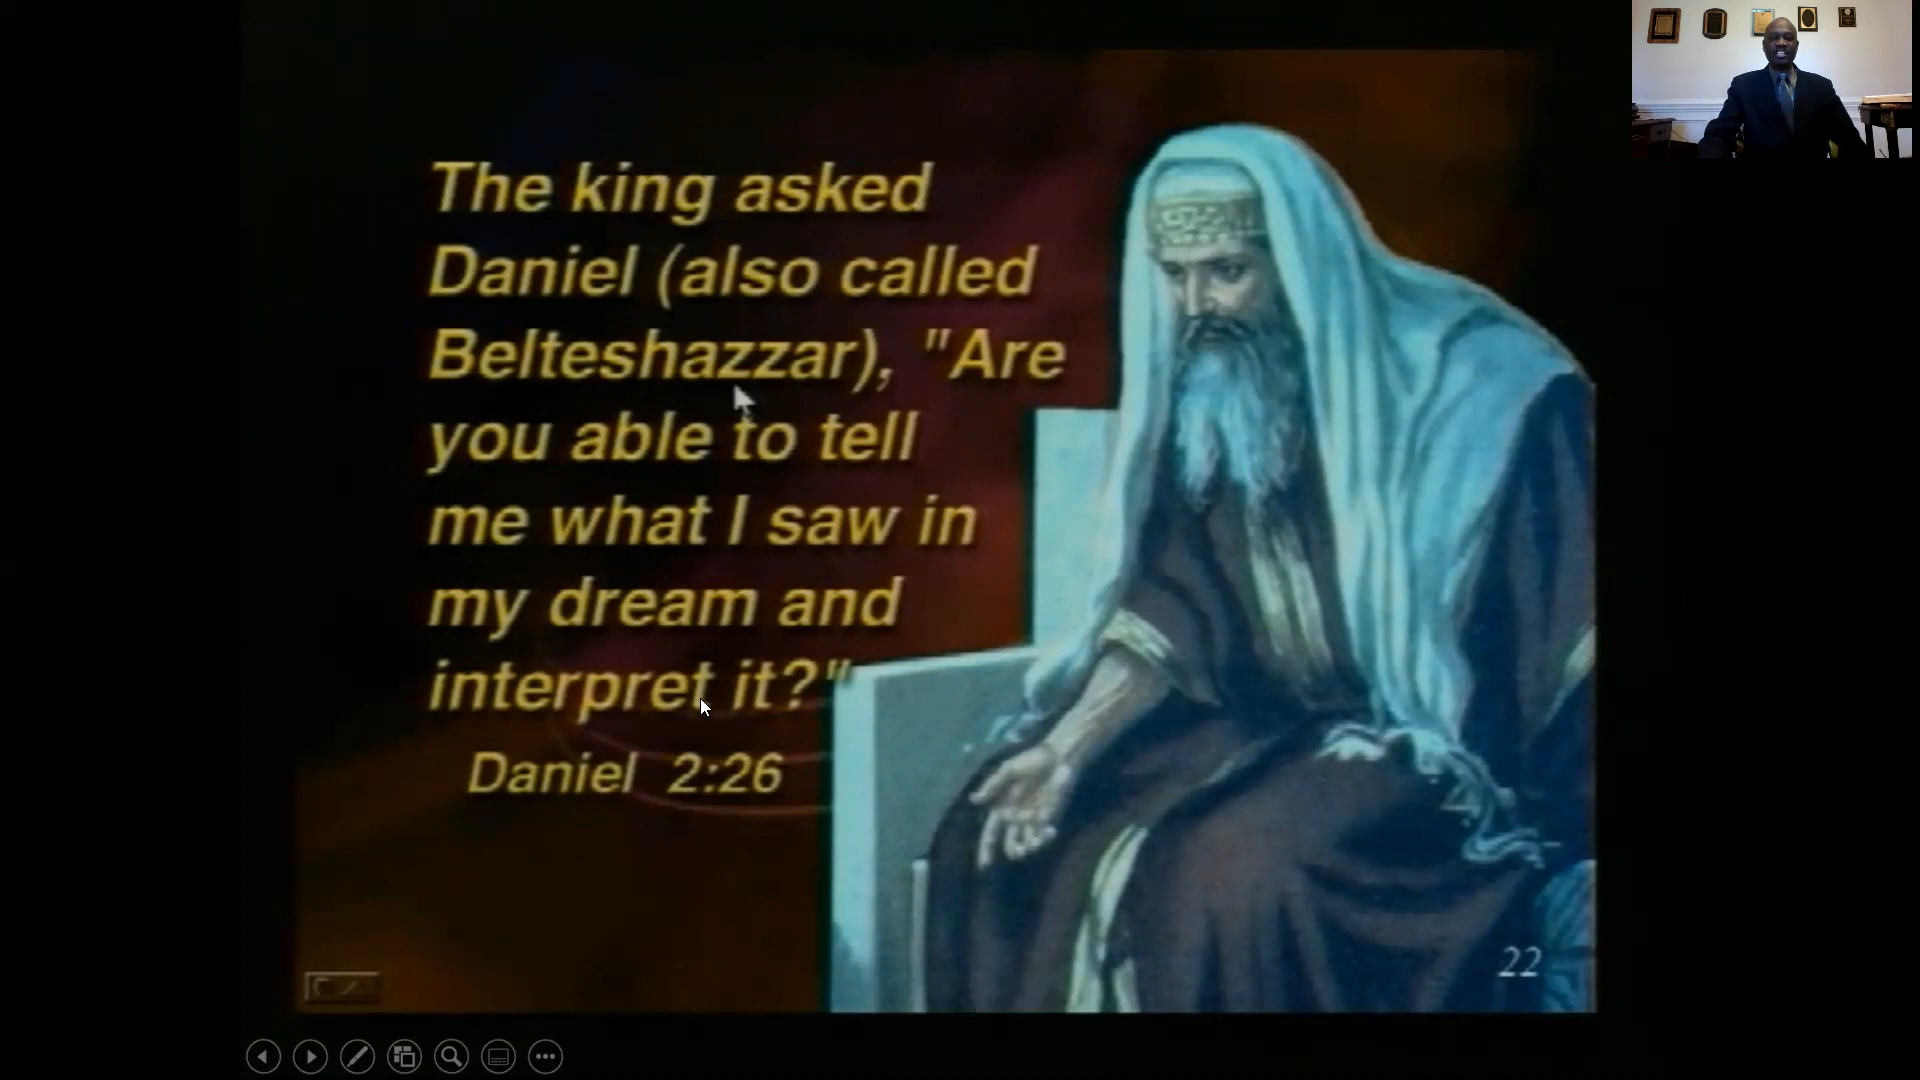 The king asked
Daniel (also called
Belteshazzar), "Are
you able to tell
me what I saw in
my dream and
interpret it?"
Daniel 2:26
22